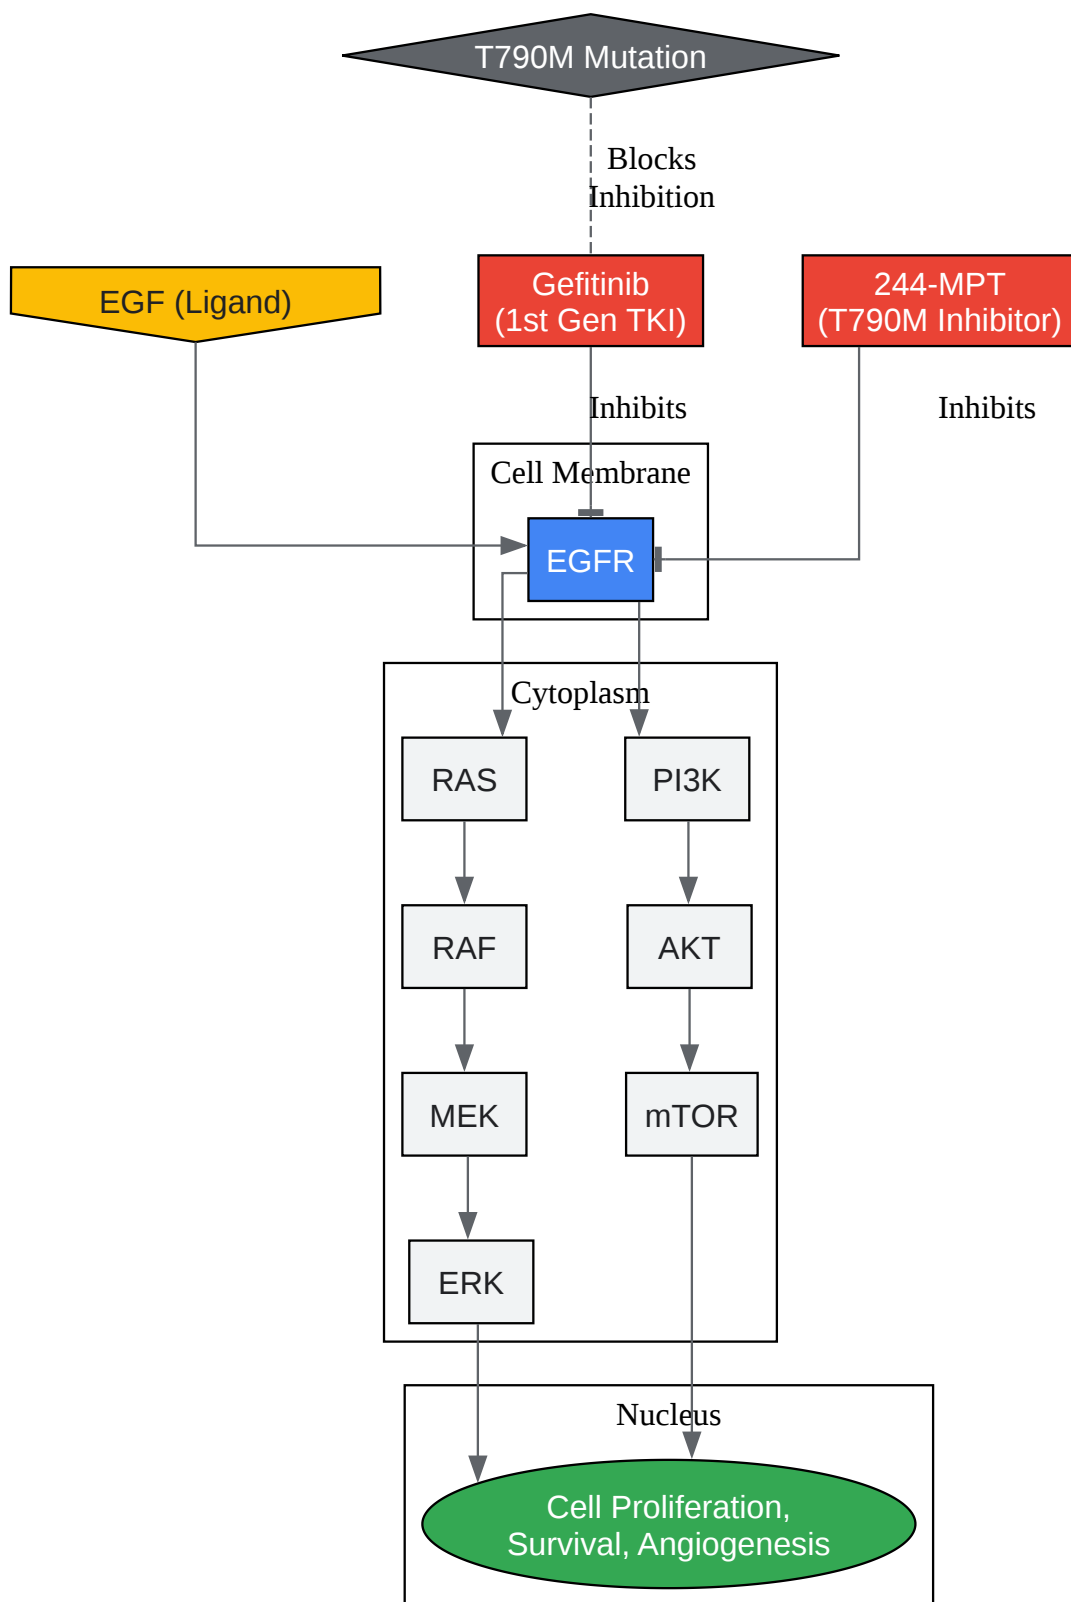 T790M Mutation
Blocks
Inhibition
EGF (Ligand)
Gefitinib
(1st Gen TKI)
244-MPT
(T790M Inhibitor)
Inhibits
Inhibits
Cell Membrane
EGFR
Cytoplasm
RAS
PI3K
RAF
AKT
MEK
mTOR
ERK
Nucleus
Cell Proliferation,
Survival, Angiogenesis